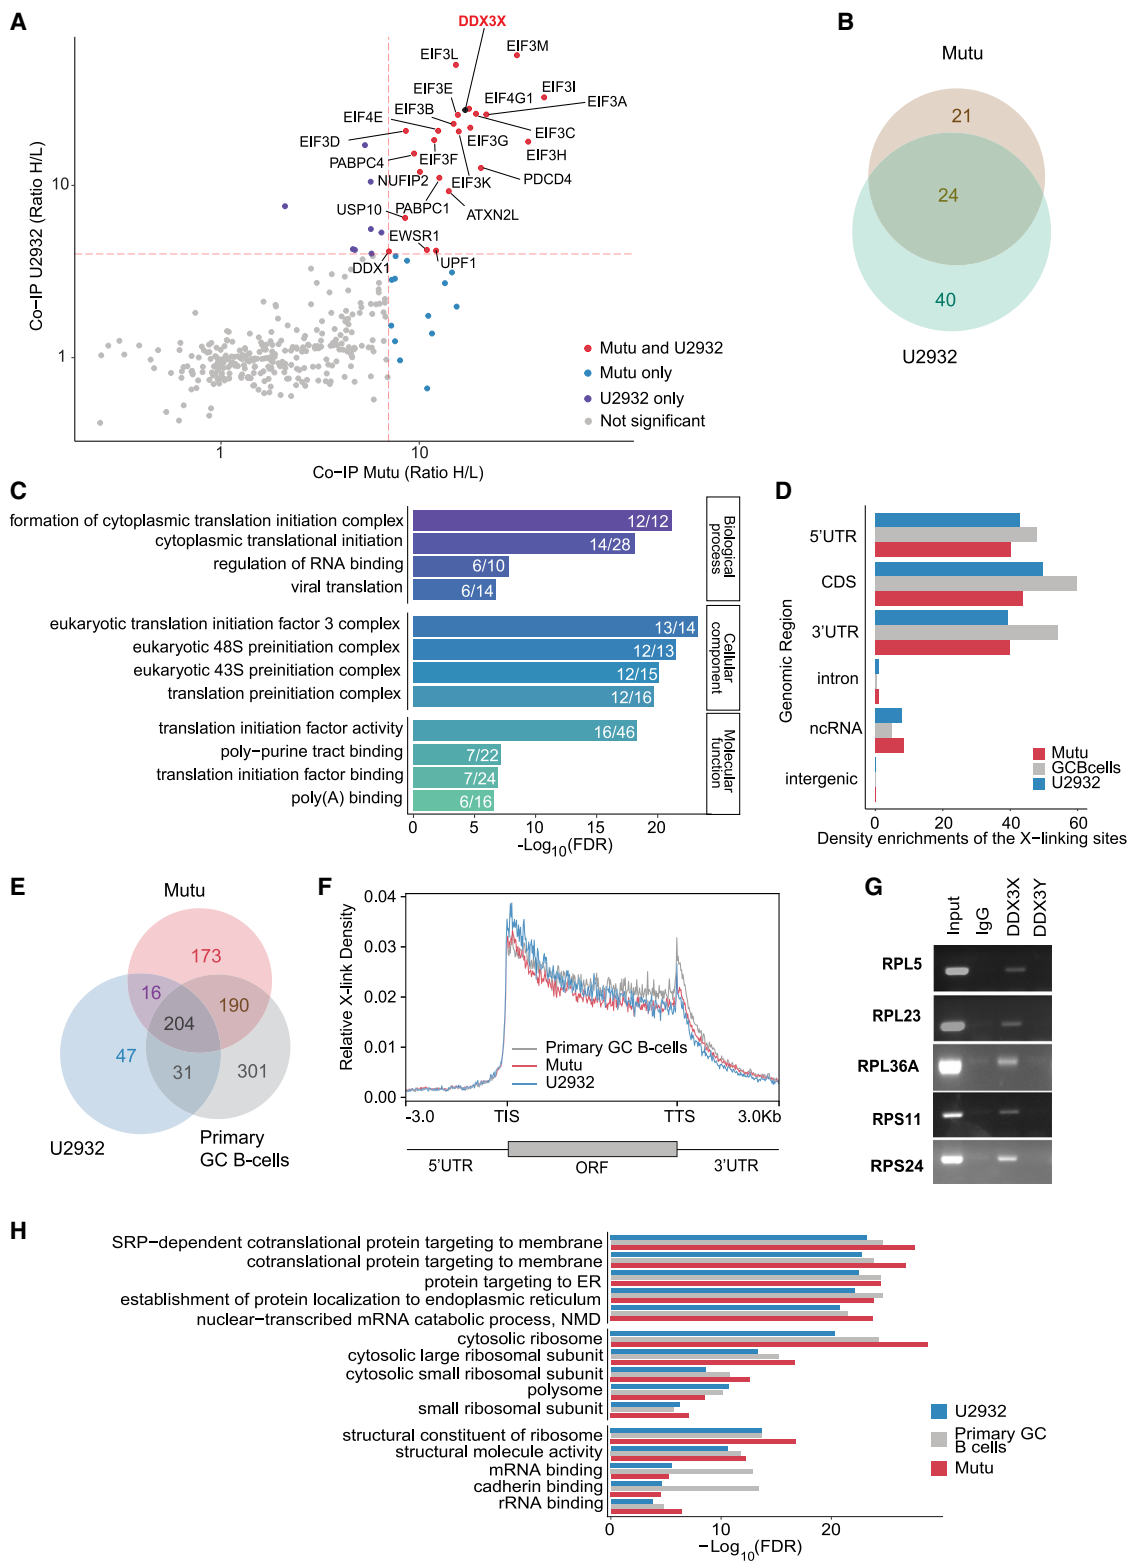 A
DDX3X
EIF3L
EIF3M
EIF3E
EIF3I
EIF4E
EIF3B
EIF4G1
EIF3A
EIF3D
EIF3G
EIF3C
PABPC4
EIF3F
EIF3H
NUFIP2
EIF3K
PDCD4
USP10
PABPC1
ATXN2L
EWSR1
DDX1
UPF1
10
1
1
10
Co−IP U2932 (Ratio H/L)
Co−IP Mutu (Ratio H/L)
Mutu and U2932
Mutu only
U2932 only
Not significant
B
Mutu
21
24
40
U2932
C
formation of cytoplasmic translation initiation complex 12/12
cytoplasmic translational initiation 14/28
regulation of RNA binding 6/10
viral translation 6/14
Biological process
eukaryotic translation initiation factor 3 complex 13/14
eukaryotic 48S preinitiation complex 12/13
eukaryotic 43S preinitiation complex 12/15
translation preinitiation complex 12/16
Cellular component
translation initiation factor activity 16/46
poly−purine tract binding 7/22
translation initiation factor binding 7/24
poly(A) binding 6/16
Molecular function
0 5 10 15 20
-Log10(FDR)
D
Genomic Region
5'UTR
CDS
3'UTR
intron
ncRNA
intergenic
Mutu
GCBcells
U2932
0 20 40 60
Density enrichments of the X−linking sites
E
Mutu
173
16
190
204
47
31
301
U2932
Primary
GC B-cells
F
Relative X-link Density
0.04
0.03
0.02
0.01
0.00
Primary GC B-cells
Mutu
U2932
-3.0 TIS TTS 3.0Kb
5'UTR ORF 3'UTR
G
Input
IgG
DDX3X
DDX3Y
RPL5
RPL23
RPL36A
RPS11
RPS24
H
SRP−dependent cotranslational protein targeting to membrane
cotranslational protein targeting to membrane
protein targeting to ER
establishment of protein localization to endoplasmic reticulum
nuclear−transcribed mRNA catabolic process, NMD
cytosolic ribosome
cytosolic large ribosomal subunit
cytosolic small ribosomal subunit
polysome
small ribosomal subunit
structural constituent of ribosome
structural molecule activity
mRNA binding
cadherin binding
rRNA binding
U2932
Primary GC
B cells
Mutu
0 10 20
−Log10(FDR)